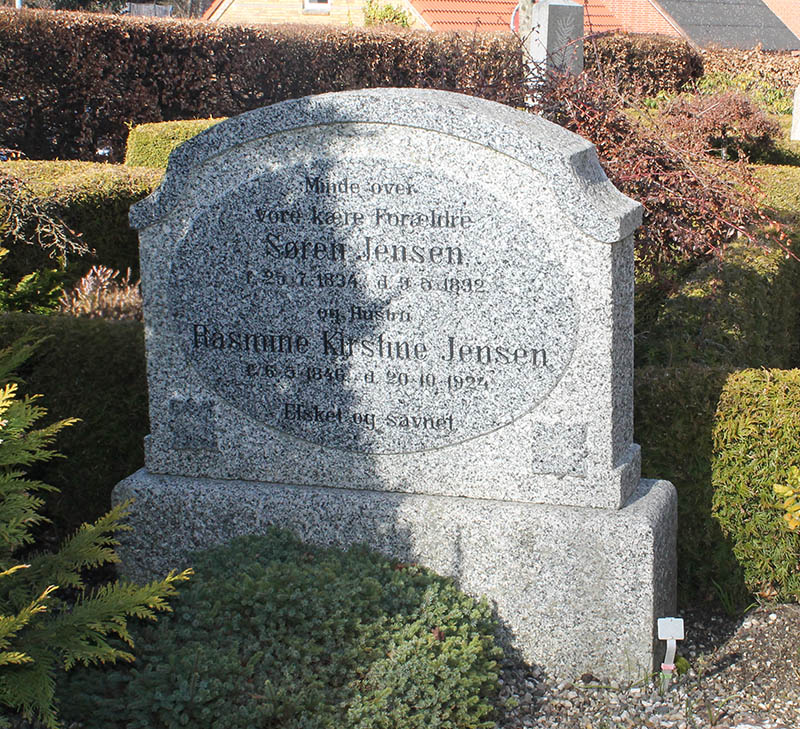 Minde over
vore kære Forældre
Søren Jensen
f. 25.7.1834. d. 9.5.1892
og Hustru
Rasmine Kirstine Jensen
f. 6.5.1846. d. 20.10.1924
Elsket og savnet